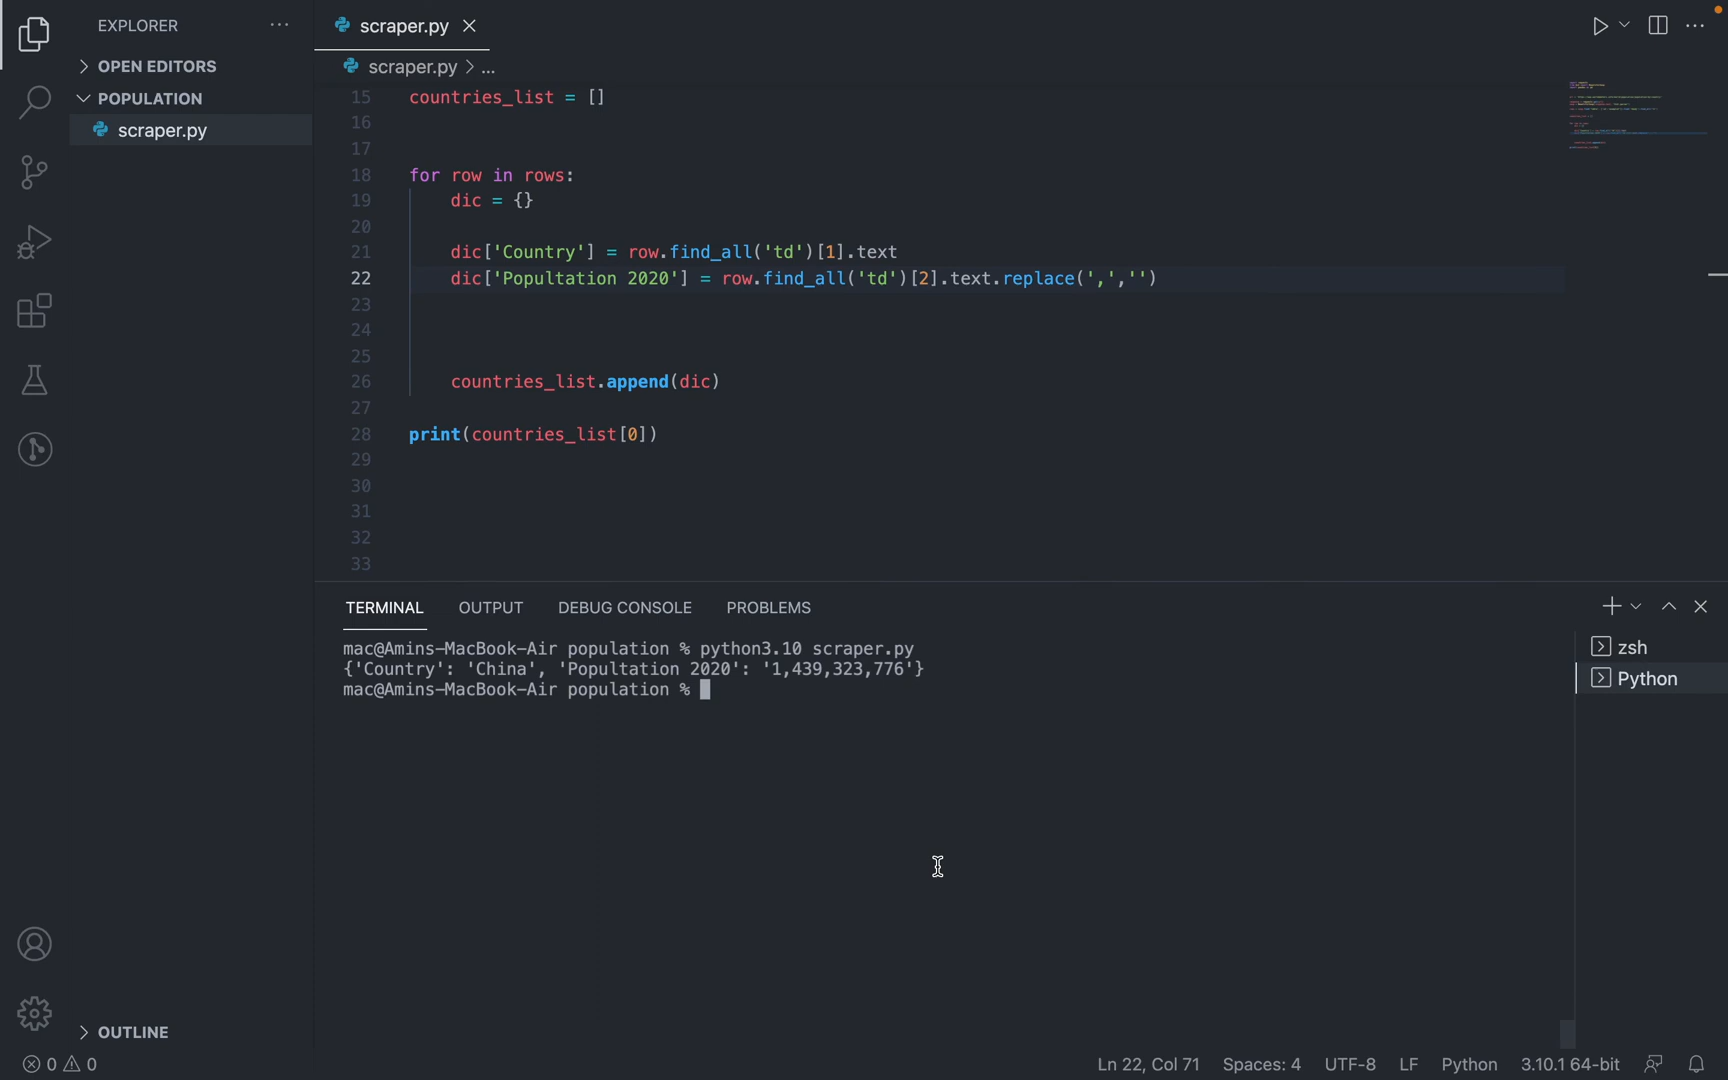 EXPLORER
OPEN EDITORS
POPULATION
scraper.py
scraper.py
scraper.py > ...
15 countries_list = []
16
17
18 for row in rows:
19 dic = {}
20
21 dic['Country'] = row.find_all('td')[1].text
22 dic['Popultation 2020'] = row.find_all('td')[2].text.replace(',','')
23
24
25
26 countries_list.append(dic)
27
28 print(countries_list[0])
29
30
31
32
33
TERMINAL OUTPUT DEBUG CONSOLE PROBLEMS
mac@Amins-MacBook-Air population % python3.10 scraper.py
{'Country': 'China', 'Popultation 2020': '1,439,323,776'}
mac@Amins-MacBook-Air population %
zsh
Python
OUTLINE
0 0
Ln 22, Col 71 Spaces: 4 UTF-8 LF Python 3.10.1 64-bit